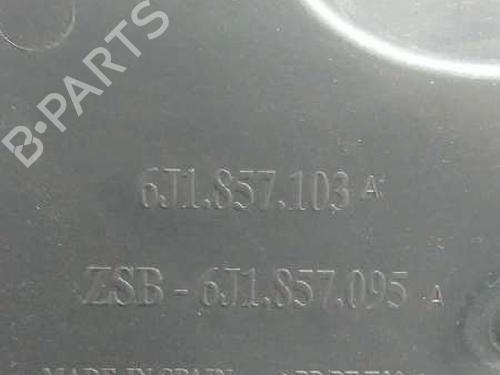 B·PARTS
6J1.857.103 A
ZSB - 6J1.857.095 A
MADE IN SPAIN